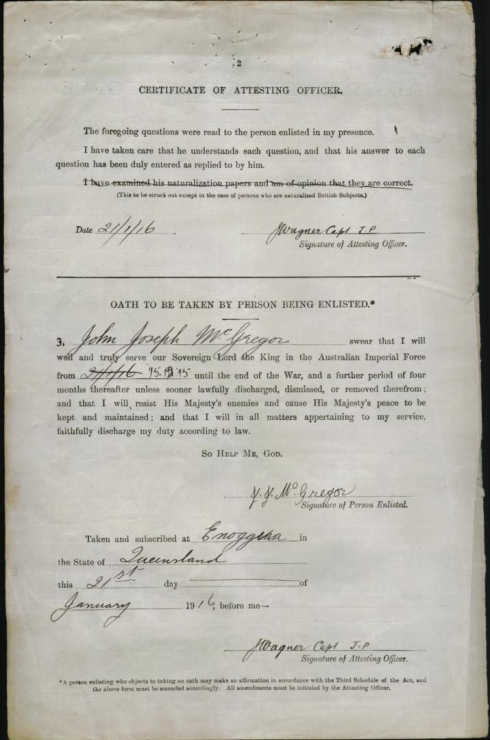 2
CERTIFICATE OF ATTESTING OFFICER.
The foregoing questions were read to the person enlisted in my presence.
I have taken care that he understands each question, and that his answer to each
question has been duly entered as replied to by him.
I have examined his naturalization papers and am of opinion that they are correct.
(This to be struck out except in the case of persons who are naturalised British Subjects.)
Date 21/1/16 JWagner Capt J.P
Signature of Attesting Officer.
OATH TO BE TAKEN BY PERSON BEING ENLISTED.*
3, John Joseph McGregor swear that I will
well and truly serve our Sovereign Lord the King in the Australian Imperial Force
from 21/1/16 until the end of the War, and a further period of four
months thereafter unless sooner lawfully discharged, dismissed, or removed therefrom;
and that I will resist His Majesty's enemies and cause His Majesty's peace to be
kept and maintained; and that I will in all matters appertaining to my service,
faithfully discharge my duty according to law.
SO HELP ME, GOD.
J. J. McGregor
Signature of Person Enlisted.
Taken and subscribed at Enoggera in
the State of Queensland
this 21st day of
January 1916, before me—
JWagner Capt J.P
Signature of Attesting Officer.
*A person enlisting who objects to taking an oath may make an affirmation in accordance with the Third Schedule of the Act, and
the above form must be amended accordingly. All amendments must be initialed by the Attesting Officer.